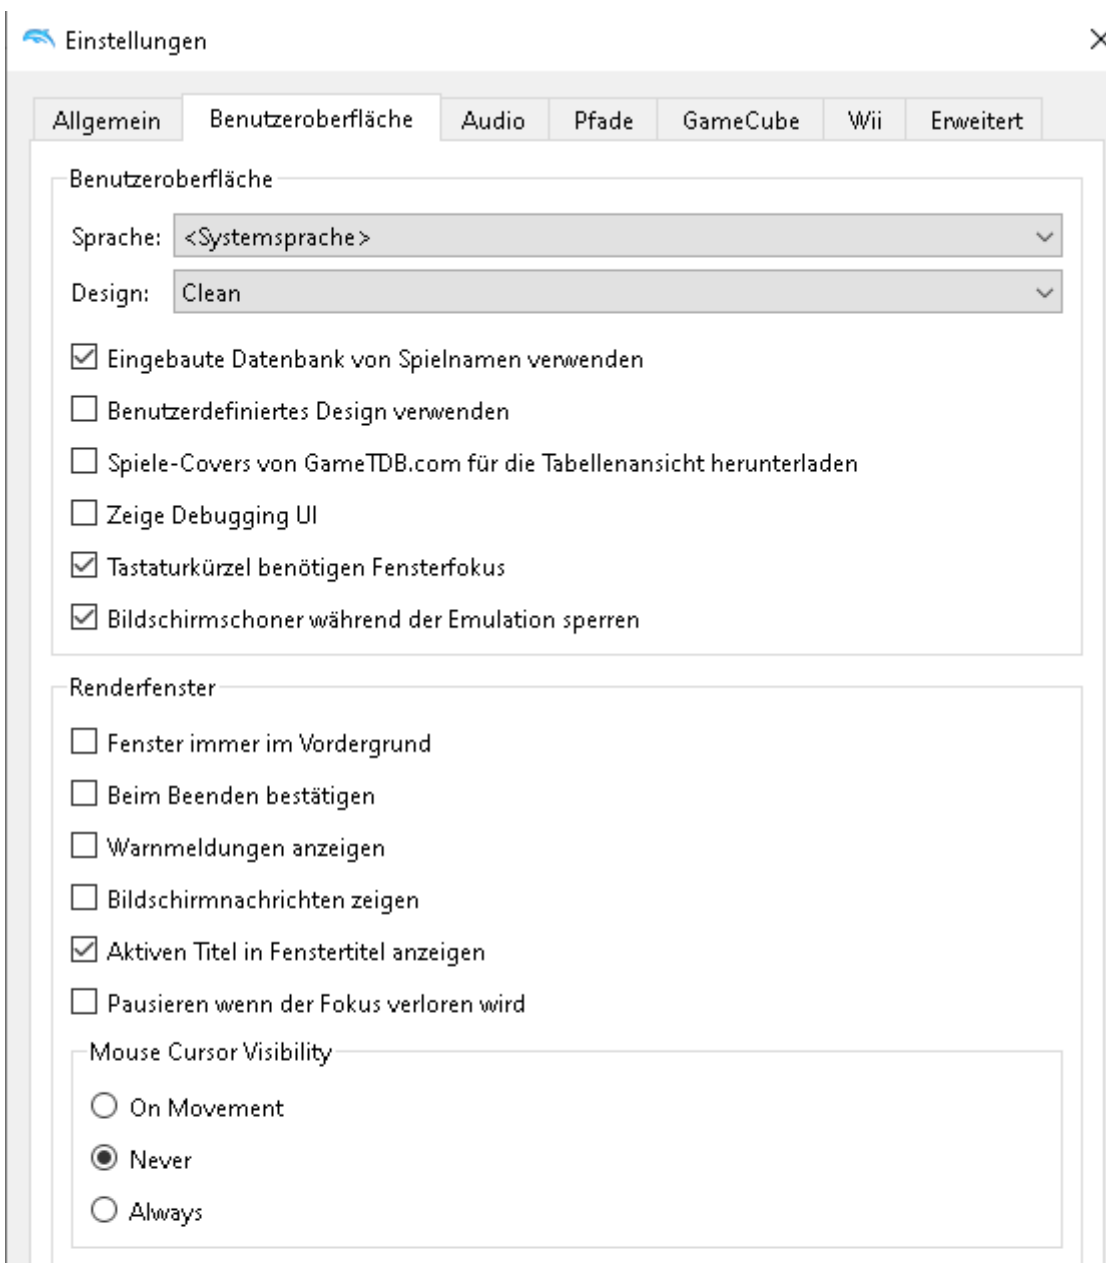 Einstellungen
Allgemein Benutzeroberfläche Audio Pfade GameCube Wii Erweitert
Benutzeroberfläche
Sprache: <Systemsprache>
Design: Clean
Eingebaute Datenbank von Spielnamen verwenden
Benutzerdefiniertes Design verwenden
Spiele-Covers von GameTDB.com für die Tabellenansicht herunterladen
Zeige Debugging UI
Tastaturkürzel benötigen Fensterfokus
Bildschirmschoner während der Emulation sperren
Renderfenster
Fenster immer im Vordergrund
Beim Beenden bestätigen
Warnmeldungen anzeigen
Bildschirmnachrichten zeigen
Aktiven Titel in Fenstertitel anzeigen
Pausieren wenn der Fokus verloren wird
Mouse Cursor Visibility
On Movement
Never
Always